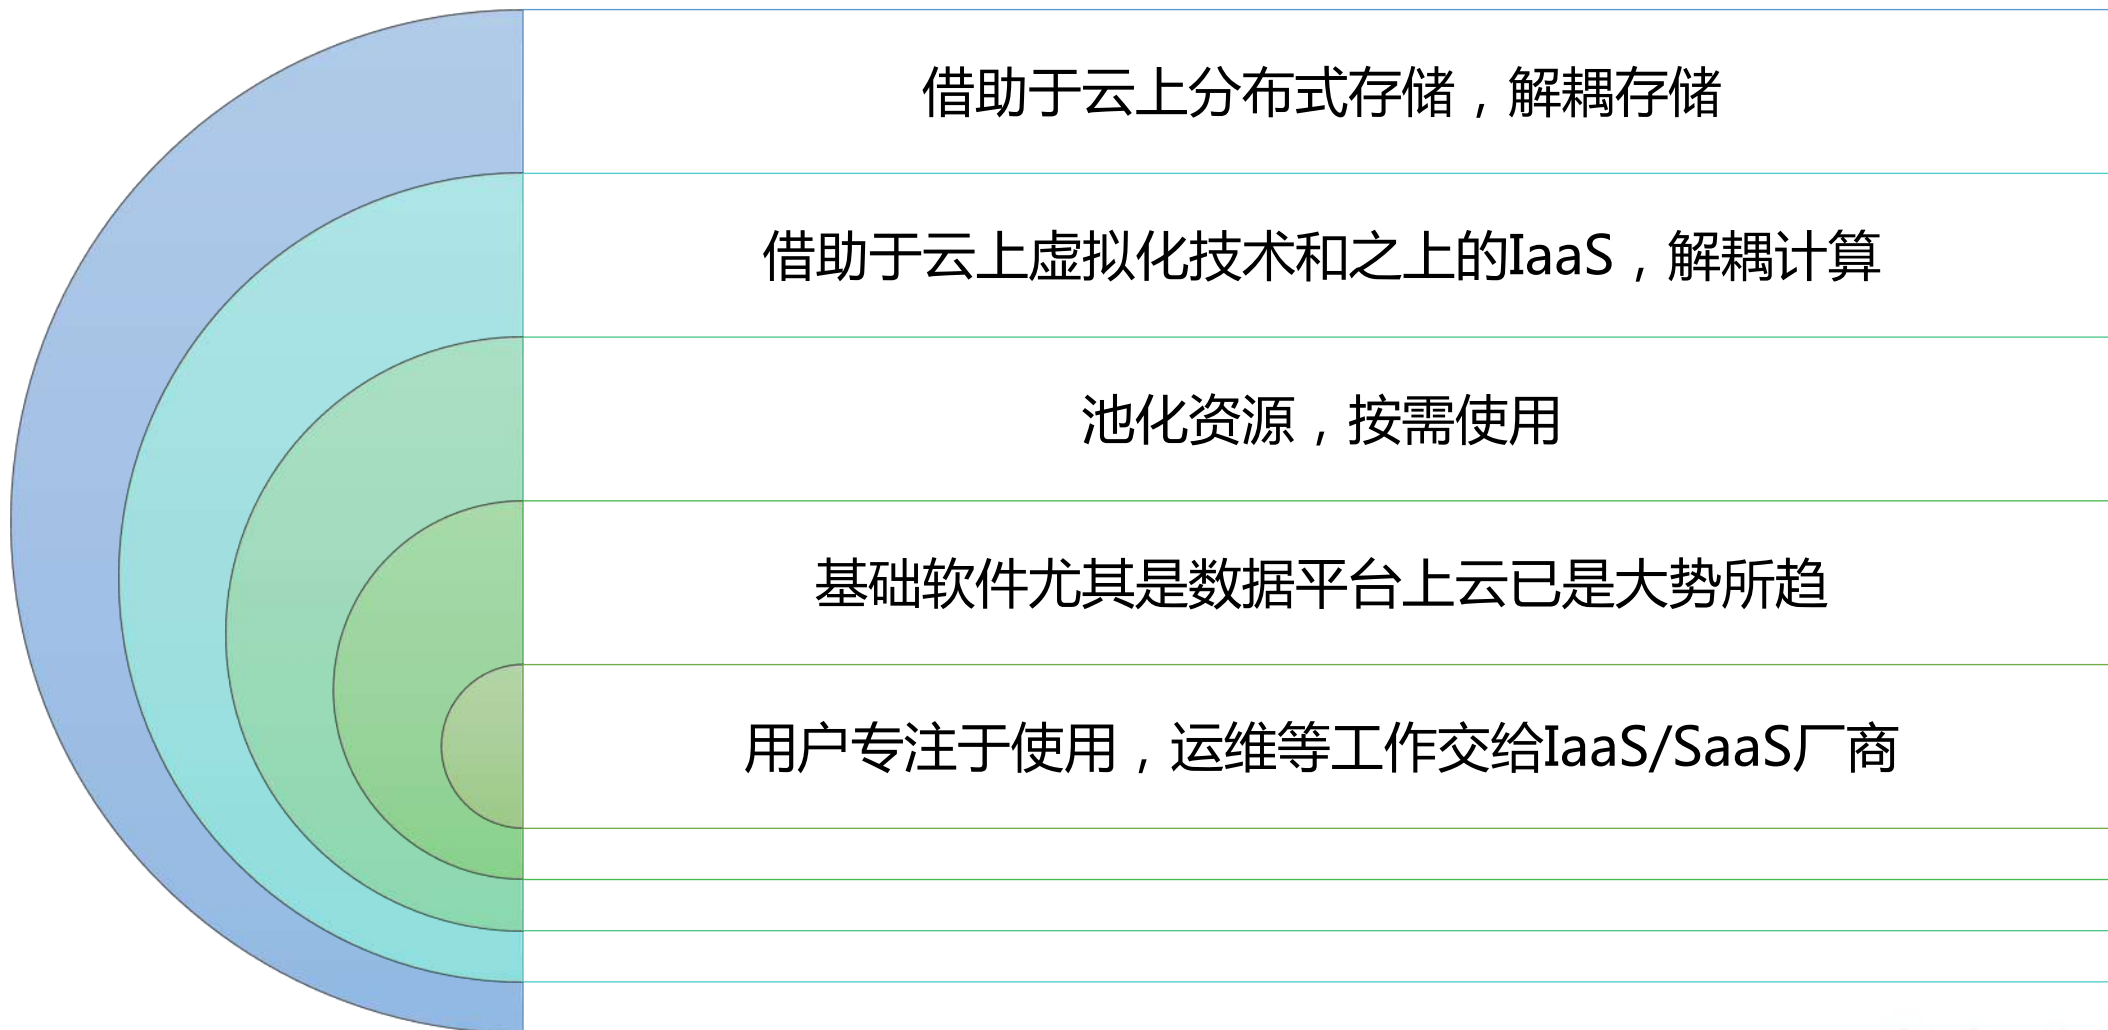 借助于云上分布式存储，解耦存储
借助于云上虚拟化技术和之上的IaaS，解耦计算
池化资源，按需使用
基础软件尤其是数据平台上云已是大势所趋
用户专注于使用，运维等工作交给IaaS/SaaS厂商